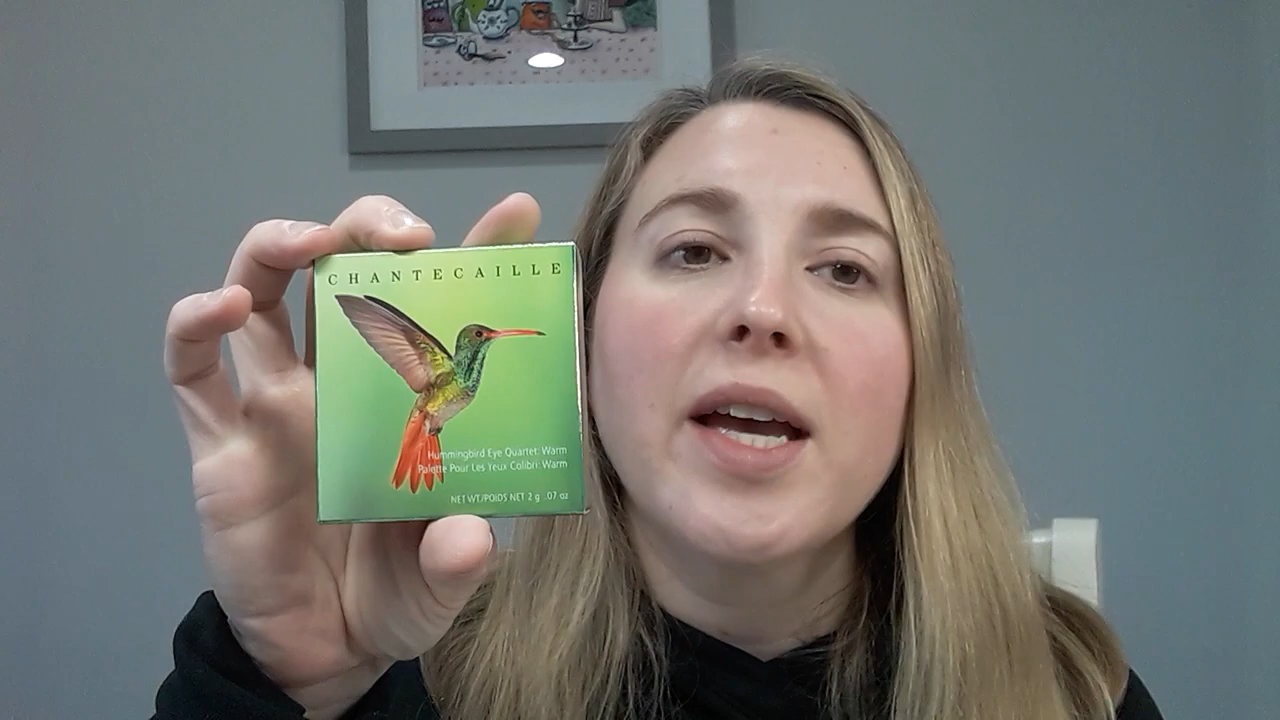 CHANTECAILLE
Hummingbird Eye Quartet: Warm
Palette Pour Les Yeux Colibri: Warm
NET WT/POIDS NET 2 g .07 oz